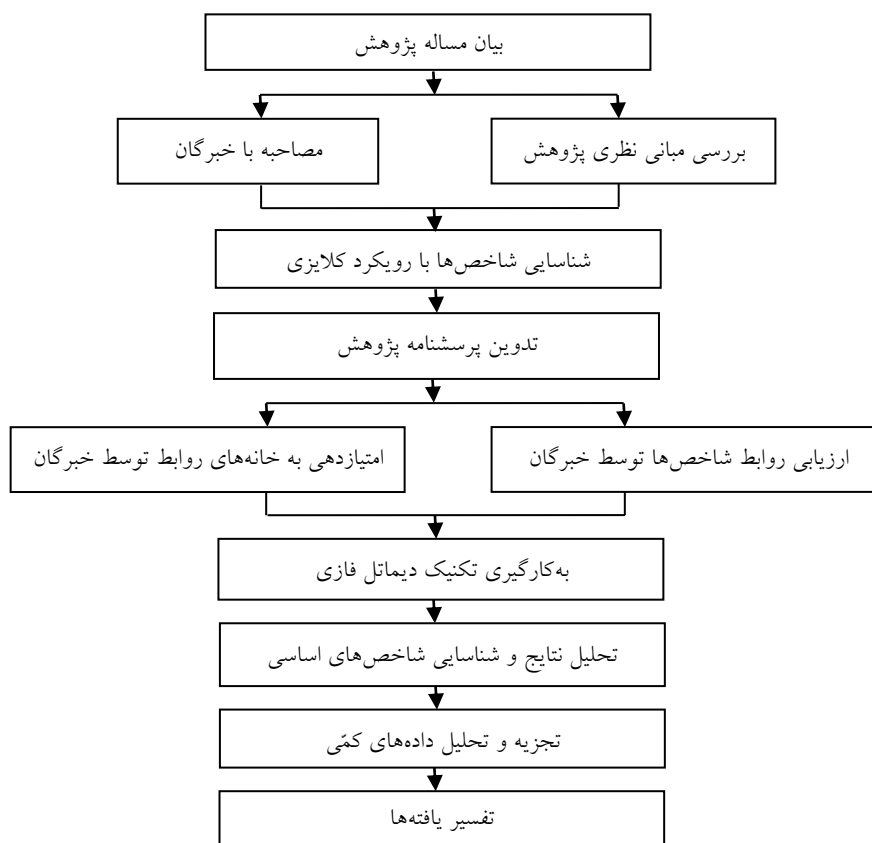 بیان مساله پژوهش
بررسی مبانی نظری پژوهش
مصاحبه با خبرگان
شناسایی شاخص‌ها با رویکرد کلایزی
تدوین پرسشنامه پژوهش
ارزیابی روابط شاخص‌ها توسط خبرگان
امتیازدهی به خانه‌های روابط توسط خبرگان
به‌کارگیری تکنیک دیماتل فازی
تحلیل نتایج و شناسایی شاخص‌های اساسی
تجزیه و تحلیل داده‌های کمّی
تفسیر یافته‌ها